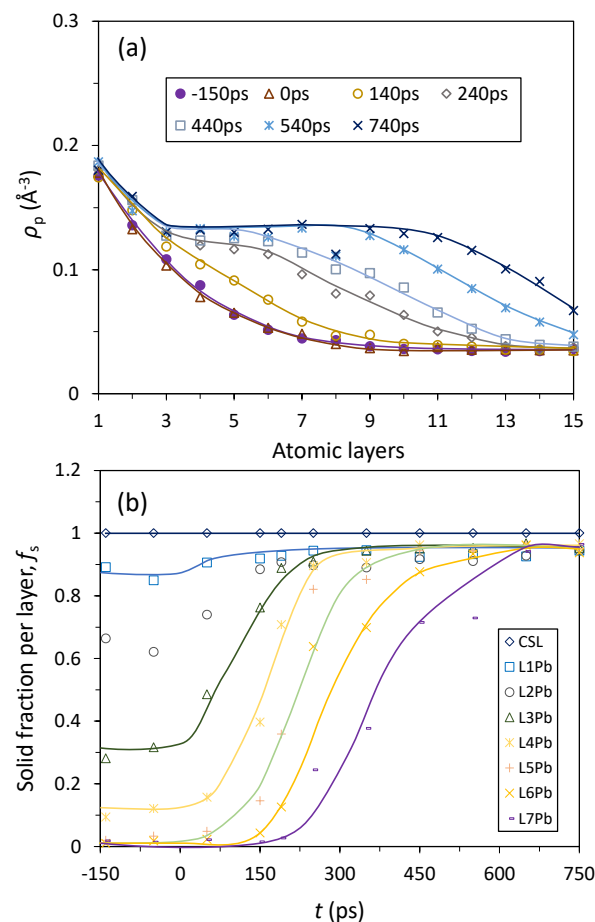 (a)
0.3
0.2
0.1
0
ρp (Å-3)
-150ps 0ps 140ps 240ps
440ps 540ps 740ps
1 3 5 7 9 11 13 15
Atomic layers
(b)
1.2
1
0.8
0.6
0.4
0.2
0
Solid fraction per layer, fs
CSL
L1Pb
L2Pb
L3Pb
L4Pb
L5Pb
L6Pb
L7Pb
-150 0 150 300 450 600 750
t (ps)